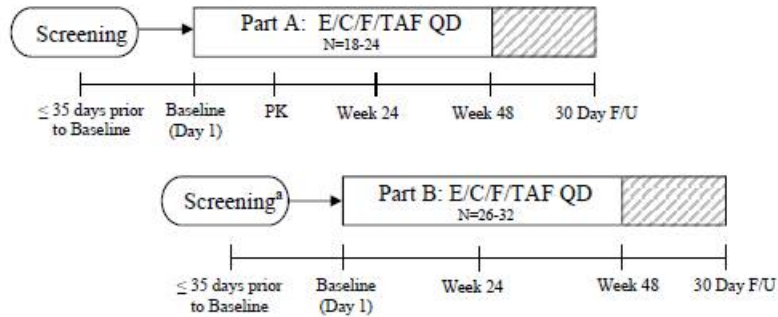 Screening
Part A: E/C/F/TAF QD
N=18-24
≤ 35 days prior
to Baseline
Baseline
(Day 1)
PK
Week 24
Week 48
30 Day F/U
Screeningᵃ
Part B: E/C/F/TAF QD
N=26-32
≤ 35 days prior
to Baseline
Baseline
(Day 1)
Week 24
Week 48
30 Day F/U